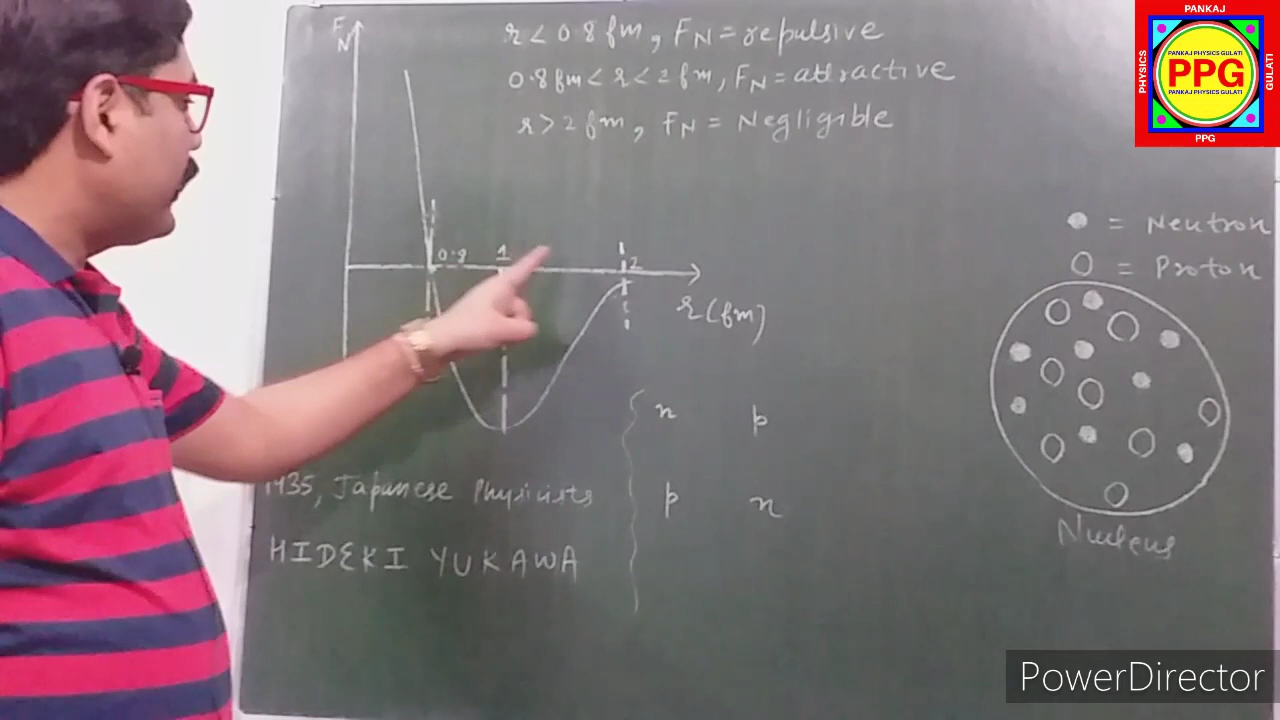 F
N
r < 0.8 fm, FN = repulsive
0.8 fm < r < 2 fm, FN = attractive
r > 2 fm, FN = Negligible
0.8
1
2
r (fm)
n p
p n
1935, Japanese Physicists
HIDEKI YUKAWA
= Neutron
= Proton
Nucleus
PANKAJ
PHYSICS
GULATI
PANKAJ PHYSICS GULATI
PPG
PANKAJ PHYSICS GULATI
PPG
PowerDirector